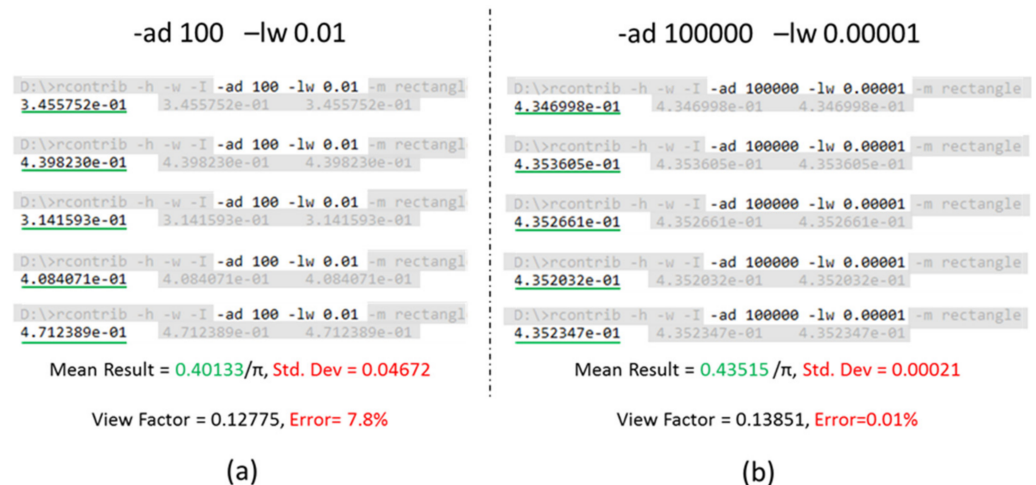 -ad 100 –lw 0.01
D:\>rcontrib -h -w -I -ad 100 -lw 0.01 -m rectangl
3.455752e-01 3.455752e-01 3.455752e-01
D:\>rcontrib -h -w -I -ad 100 -lw 0.01 -m rectangl
4.398230e-01 4.398230e-01 4.398230e-01
D:\>rcontrib -h -w -I -ad 100 -lw 0.01 -m rectangl
3.141593e-01 3.141593e-01 3.141593e-01
D:\>rcontrib -h -w -I -ad 100 -lw 0.01 -m rectangl
4.084071e-01 4.084071e-01 4.084071e-01
D:\>rcontrib -h -w -I -ad 100 -lw 0.01 -m rectangl
4.712389e-01 4.712389e-01 4.712389e-01
Mean Result = 0.40133/π, Std. Dev = 0.04672
View Factor = 0.12775, Error= 7.8%
(a)
-ad 100000 –lw 0.00001
D:\>rcontrib -h -w -I -ad 100000 -lw 0.00001 -m rectangle
4.346998e-01 4.346998e-01 4.346998e-01
D:\>rcontrib -h -w -I -ad 100000 -lw 0.00001 -m rectangle
4.353605e-01 4.353605e-01 4.353605e-01
D:\>rcontrib -h -w -I -ad 100000 -lw 0.00001 -m rectangle
4.352661e-01 4.352661e-01 4.352661e-01
D:\>rcontrib -h -w -I -ad 100000 -lw 0.00001 -m rectangle
4.352032e-01 4.352032e-01 4.352032e-01
D:\>rcontrib -h -w -I -ad 100000 -lw 0.00001 -m rectangle
4.352347e-01 4.352347e-01 4.352347e-01
Mean Result = 0.43515 /π, Std. Dev = 0.00021
View Factor = 0.13851, Error=0.01%
(b)